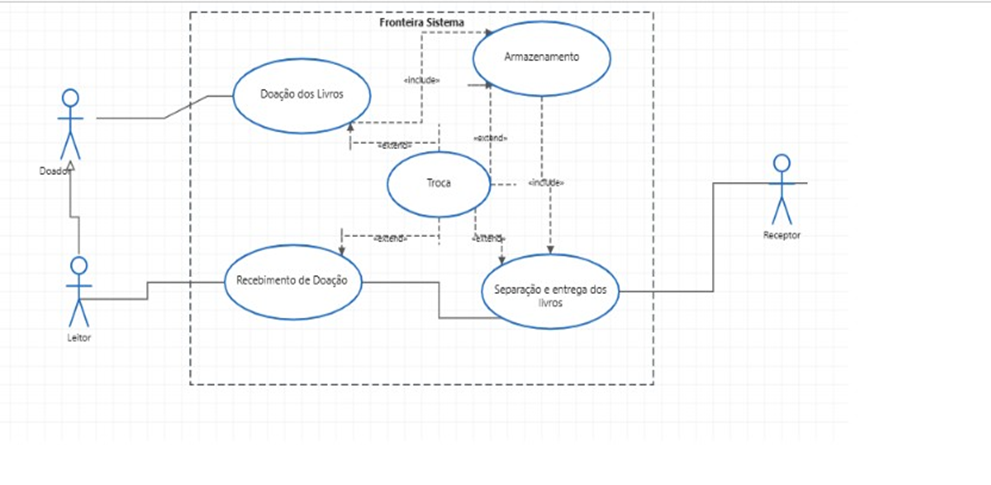 Fronteira Sistema
Armazenamento
«include»
Doação dos Livros
«extend»
«extend»
Doador
Troca
«include»
Receptor
«extend»
«extend»
Recebimento de Doação
Separação e entrega dos
livros
Leitor